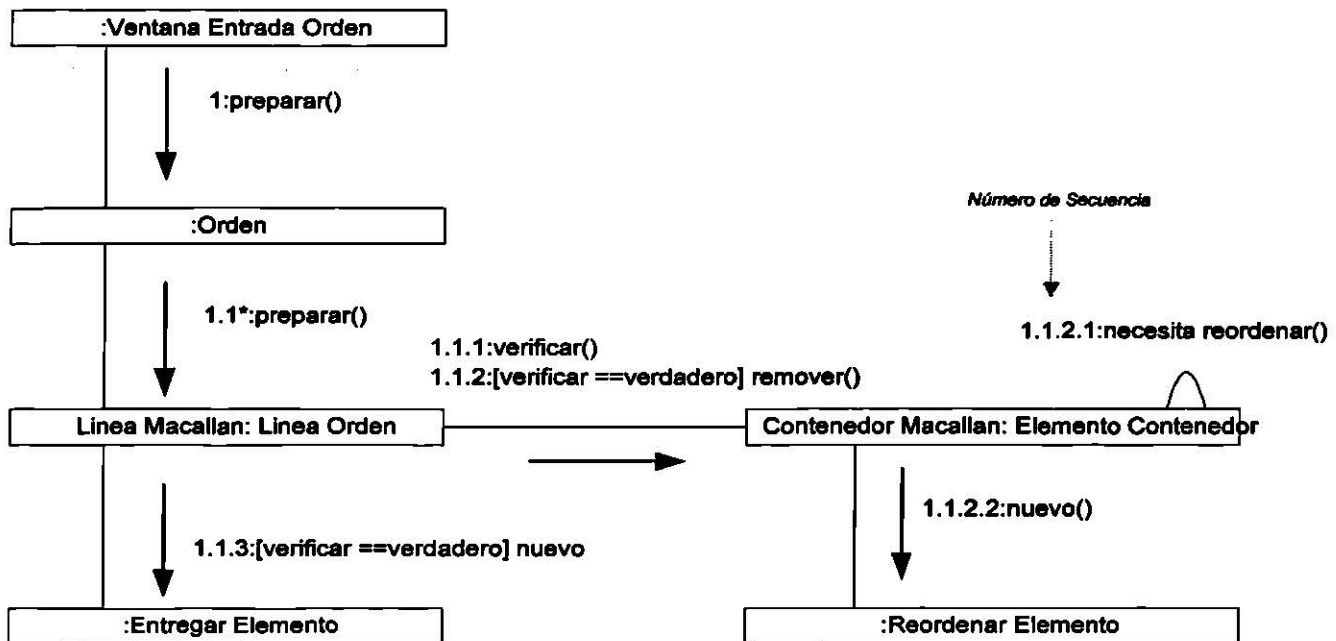 :Ventana Entrada Orden
1:preparar()
:Orden
Número de Secuencia
1.1*:preparar()
1.1.2.1:necesita reordenar()
1.1.1:verificar()
1.1.2:[verificar ==verdadero] remover()
Linea Macallan: Linea Orden
Contenedor Macallan: Elemento Contenedor
1.1.2.2:nuevo()
1.1.3:[verificar ==verdadero] nuevo
:Entregar Elemento
:Reordenar Elemento